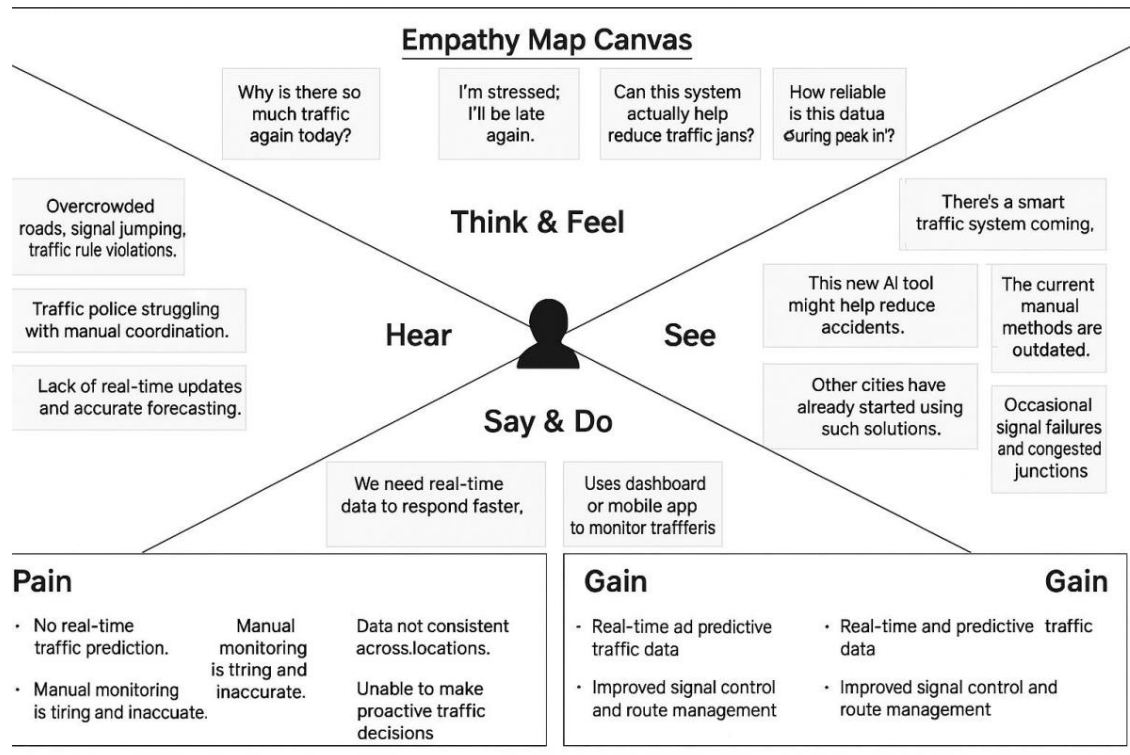 Empathy Map Canvas
Why is there so
much traffic
again today?
I'm stressed;
I'll be late
again.
Can this system
actually help
reduce traffic jans?
How reliable
is this datua
during peak in'?
Think & Feel
Overcrowded
roads, signal jumping,
traffic rule violations.
Traffic police struggling
with manual coordination.
Lack of real-time updates
and accurate forecasting.
Hear
See
There's a smart
traffic system coming,
This new AI tool
might help reduce
accidents.
The current
manual
methods are
outdated.
Other cities have
already started using
such solutions.
Occasional
signal failures
and congested
junctions
Say & Do
We need real-time
data to respond faster,
Uses dashboard
or mobile app
to monitor traffferis
Pain
· No real-time
traffic prediction.
· Manual monitoring
is tiring and inaccuate.
Manual
monitoring
is ttring and
inaccurate.
Data not consistent
across.locations.
Unable to make
proactive traffic
decisions
Gain
· Real-time ad predictive
traffic data
· Improved signal control
and route management
Gain
· Real-time and predictive traffic
data
· Improved signal control and
route management